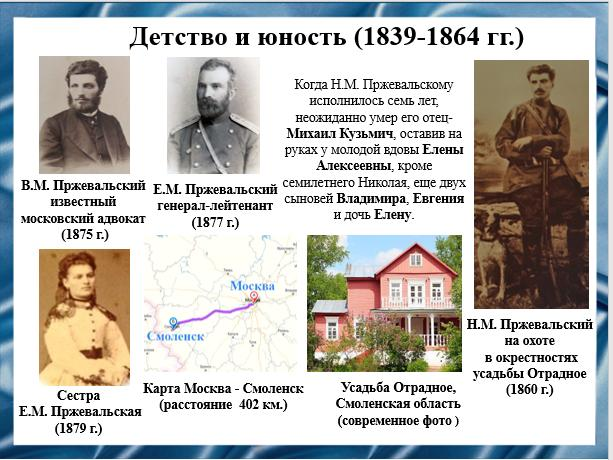 Детство и юность (1839-1864 гг.)
Когда Н.М. Пржевальскому
исполнилось семь лет,
неожиданно умер его отец-
Михаил Кузьмич, оставив на
руках у молодой вдовы Елены
Алексеевны, кроме
семилетнего Николая, еще двух
сыновей Владимира, Евгения
и дочь Елену.
В.М. Пржевальский
известный
московский адвокат
(1875 г.)
Е.М. Пржевальский
генерал-лейтенант
(1877 г.)
Москва
Смоленск
Н.М. Пржевальский
на охоте
в окрестностях
усадьбы Отрадное
(1860 г.)
Сестра
Е.М. Пржевальская
(1879 г.)
Карта Москва - Смоленск
(расстояние 402 км.)
Усадьба Отрадное,
Смоленская область
(современное фото )